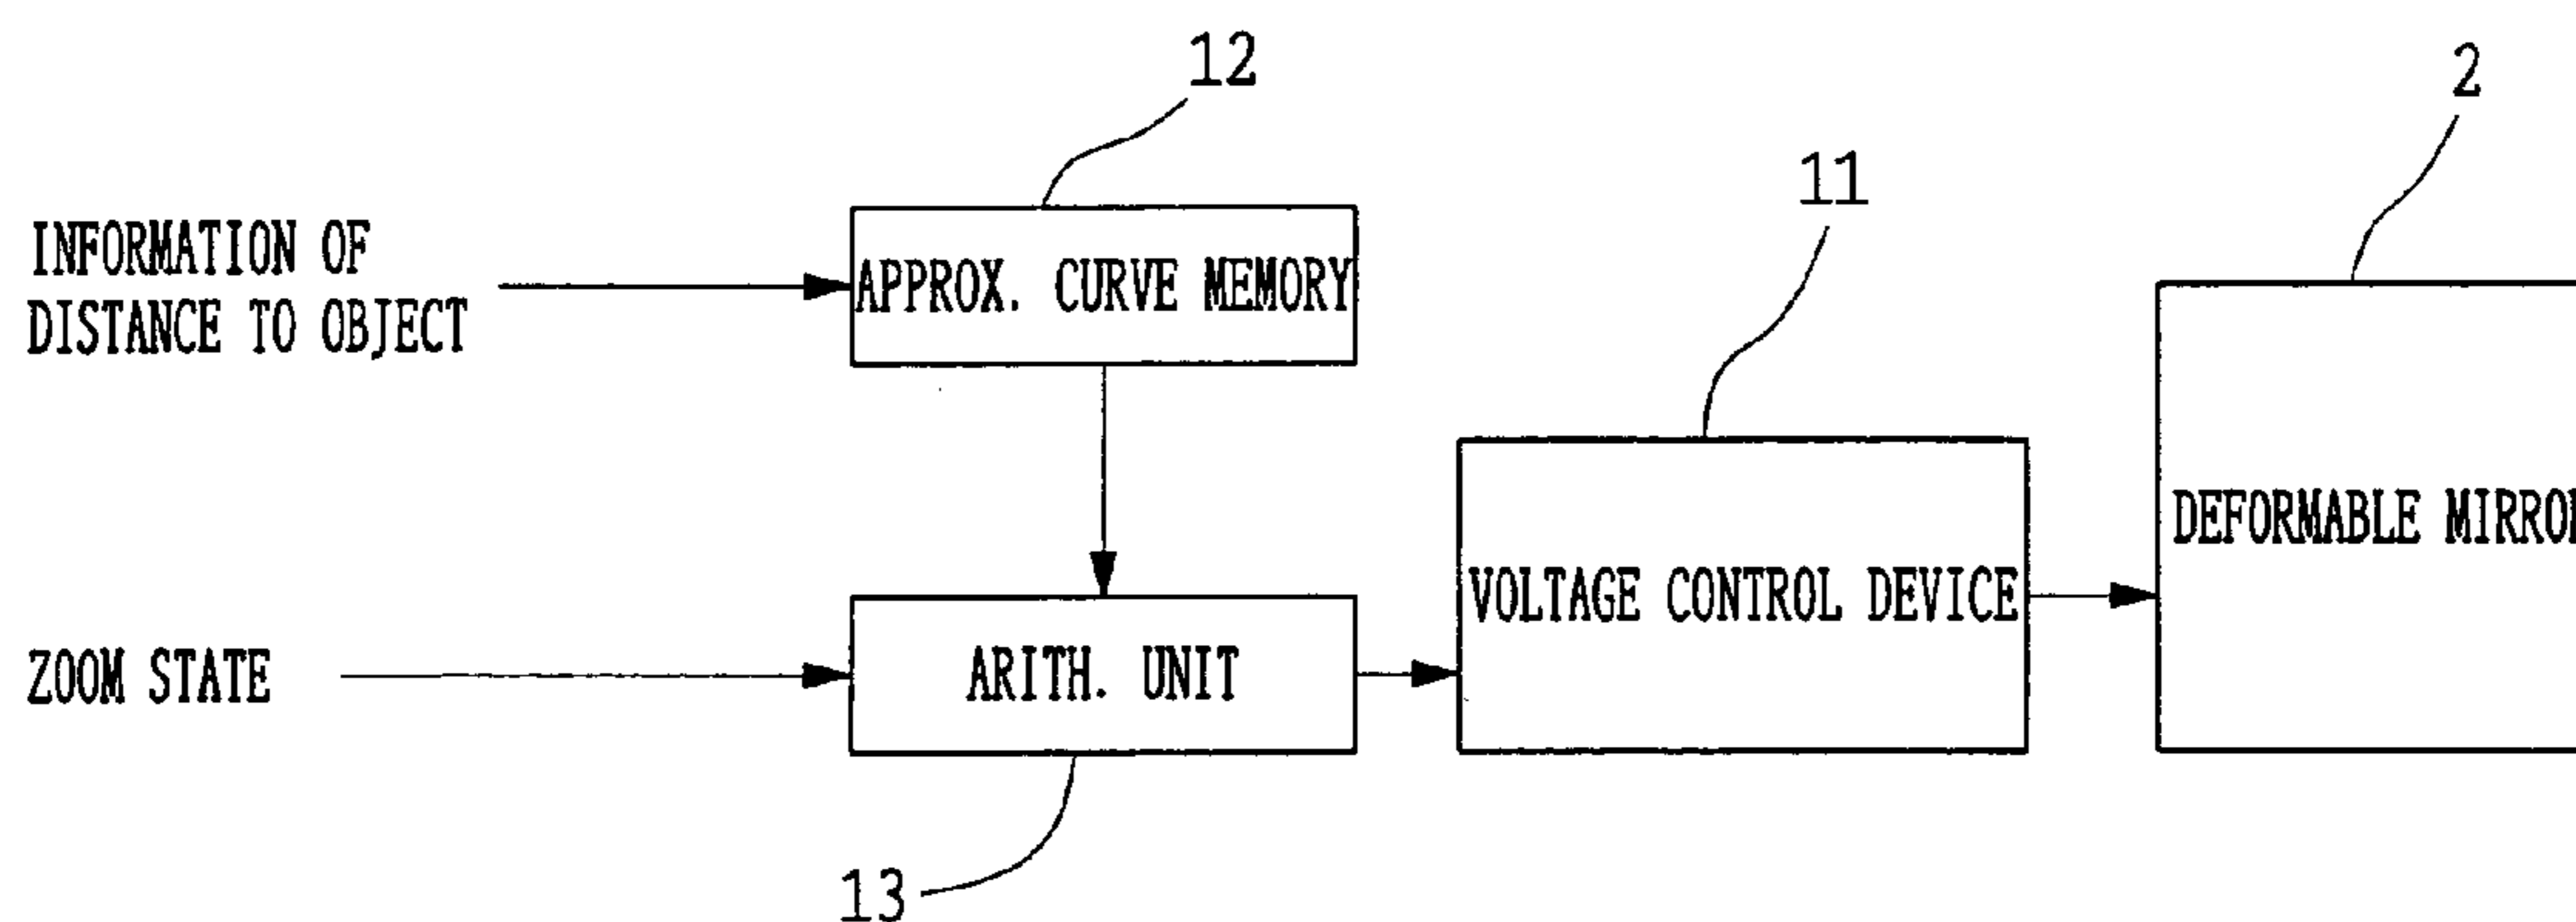 12
2
11
INFORMATION OF
DISTANCE TO OBJECT
APPROX. CURVE MEMORY
DEFORMABLE MIRROR
VOLTAGE CONTROL DEVICE
ZOOM STATE
ARITH. UNIT
13